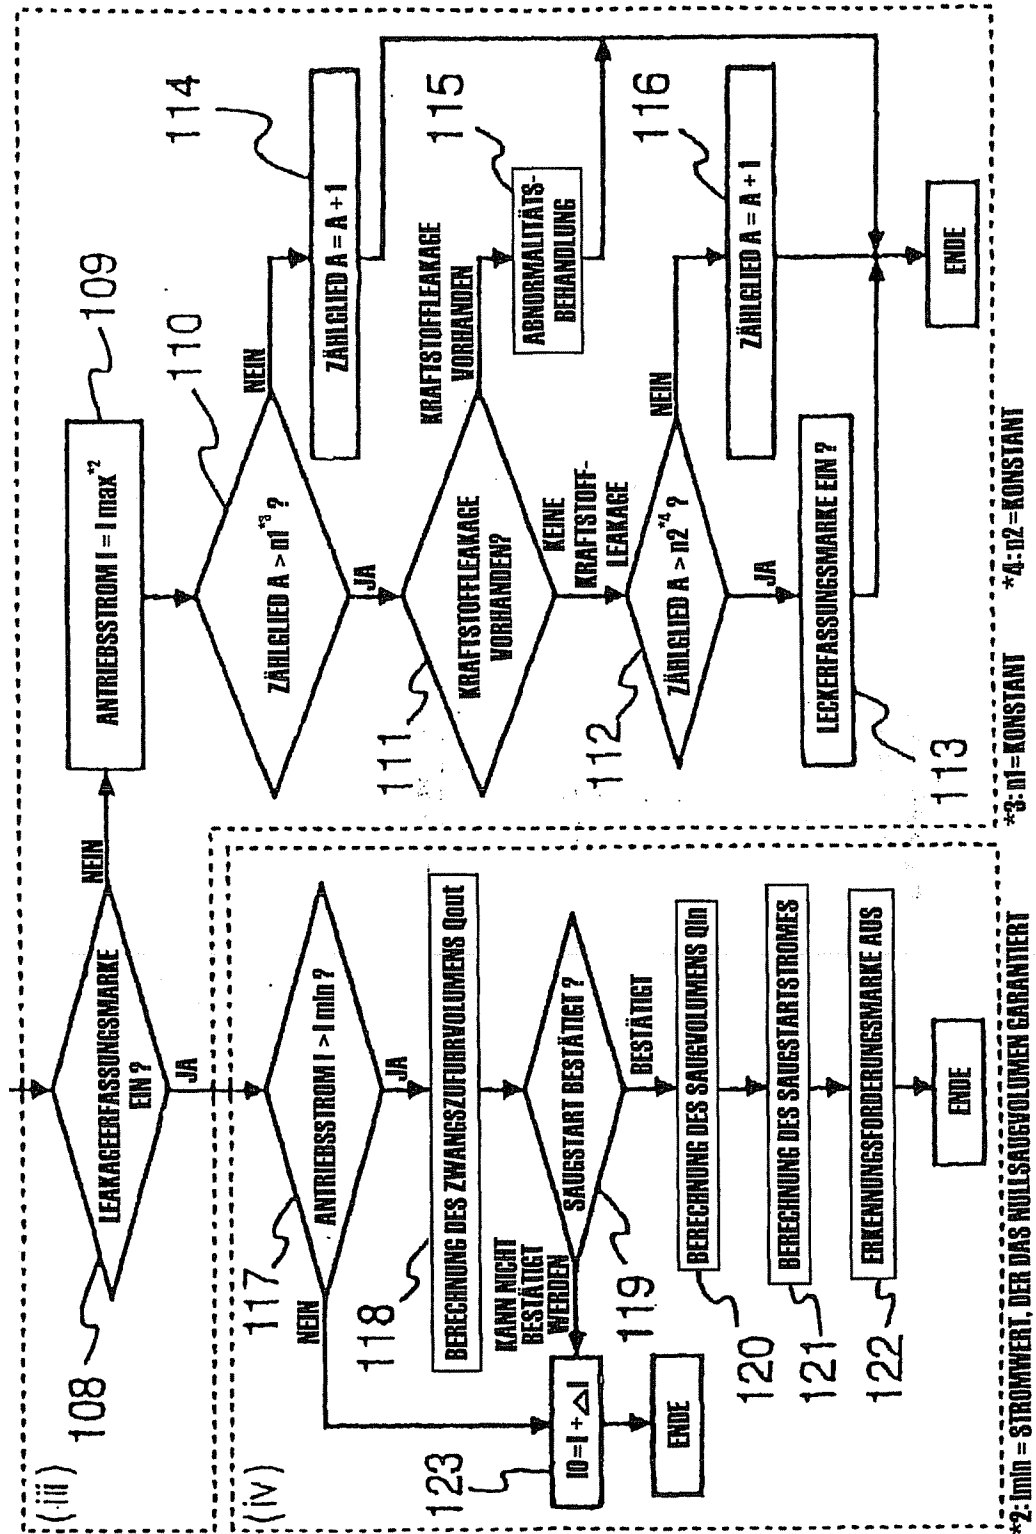 (iii)
108
LEAKAGEERFASSUNGSMARKE
EIN ?
NEIN
JA
109
ANTRIEBSSTROM I = I max*2
110
ZÄHLGLIED A > n1*3 ?
NEIN
JA
114
ZÄHLGLIED A = A + 1
111
KRAFTSTOFFLEAKAGE
VORHANDEN?
KRAFTSTOFFLEAKAGE
VORHANDEN
115
ABNORMALITÄTS-
BEHANDLUNG
KEINE
KRAFTSTOFF-
LEAKAGE
112
ZÄHLGLIED A > n2*4 ?
NEIN
JA
116
ZÄHLGLIED A = A + 1
113
LECKERFASSUNGSMARKE EIN ?
ENDE
(iv)
117
ANTRIEBSSTROM I > I min ?
NEIN
JA
118
BERECHNUNG DES ZWANGSZUFUHRVOLUMENS Qout
119
SAUGSTART BESTÄTIGT ?
KANN NICHT
BESTÄTIGT
WERDEN
BESTÄTIGT
123
I0 = I + ΔI
ENDE
120
BERECHNUNG DES SAUGVOLUMENS Qin
121
BERECHNUNG DES SAUGSTARTSTROMES
122
ERKENNUNGSFORDERUNGSMARKE AUS
ENDE
*2: Imin = STROMWERT, DER DAS NULLSAUGVOLUMEN GARANTIERT
*3: n1=KONSTANT
*4: n2=KONSTANT